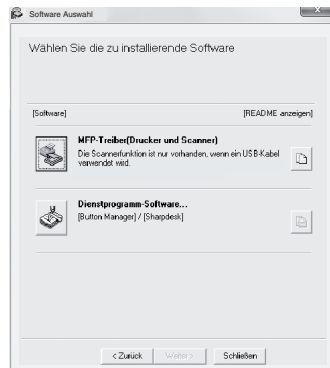 Software Auswahl
Wählen Sie die zu installierende Software
[Software] [README anzeigen]
MFP-Treiber(Drucker und Scanner)
Die Scannerfunktion ist nur vorhanden, wenn ein USB-Kabel
verwendet wird.
Dienstprogramm-Software...
[Button Manager] / [Sharpdesk]
< Zurück Weiter > Schließen